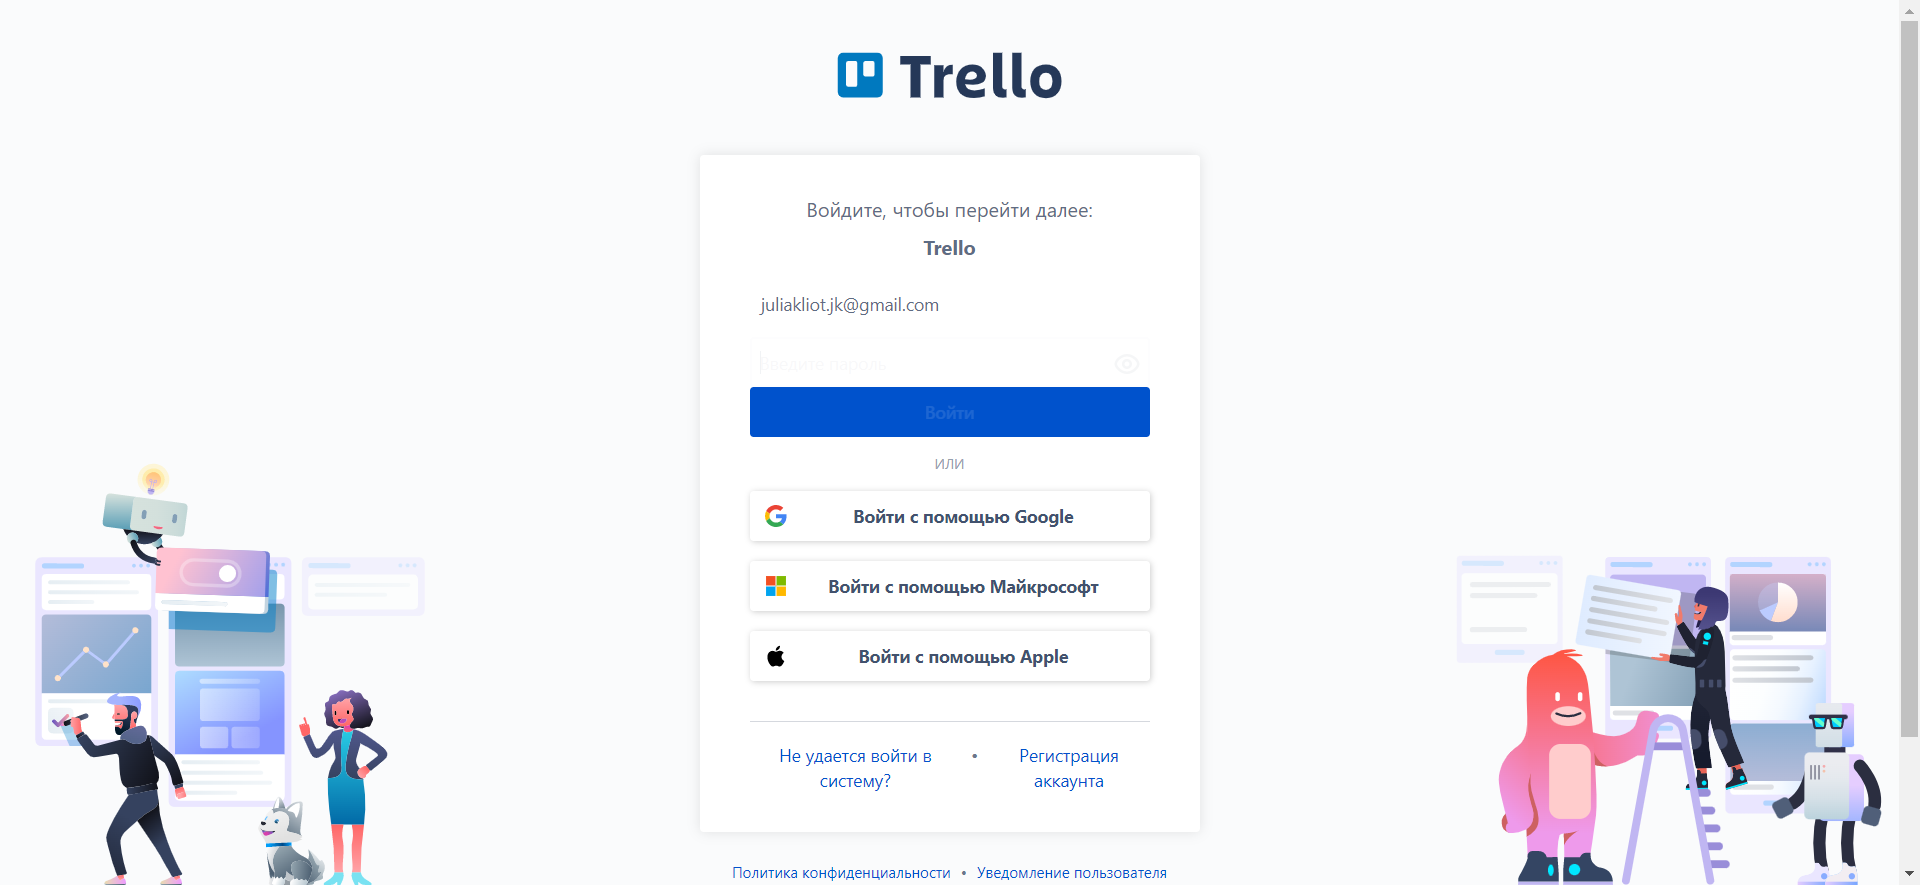 Trello
Войдите, чтобы перейти далее:
Trello
juliakliot.jk@gmail.com
Введите пароль
Войти
ИЛИ
Войти с помощью Google
Войти с помощью Майкрософт
Войти с помощью Apple
Не удается войти в
систему?
•
Регистрация
аккаунта
Политика конфиденциальности • Уведомление пользователя